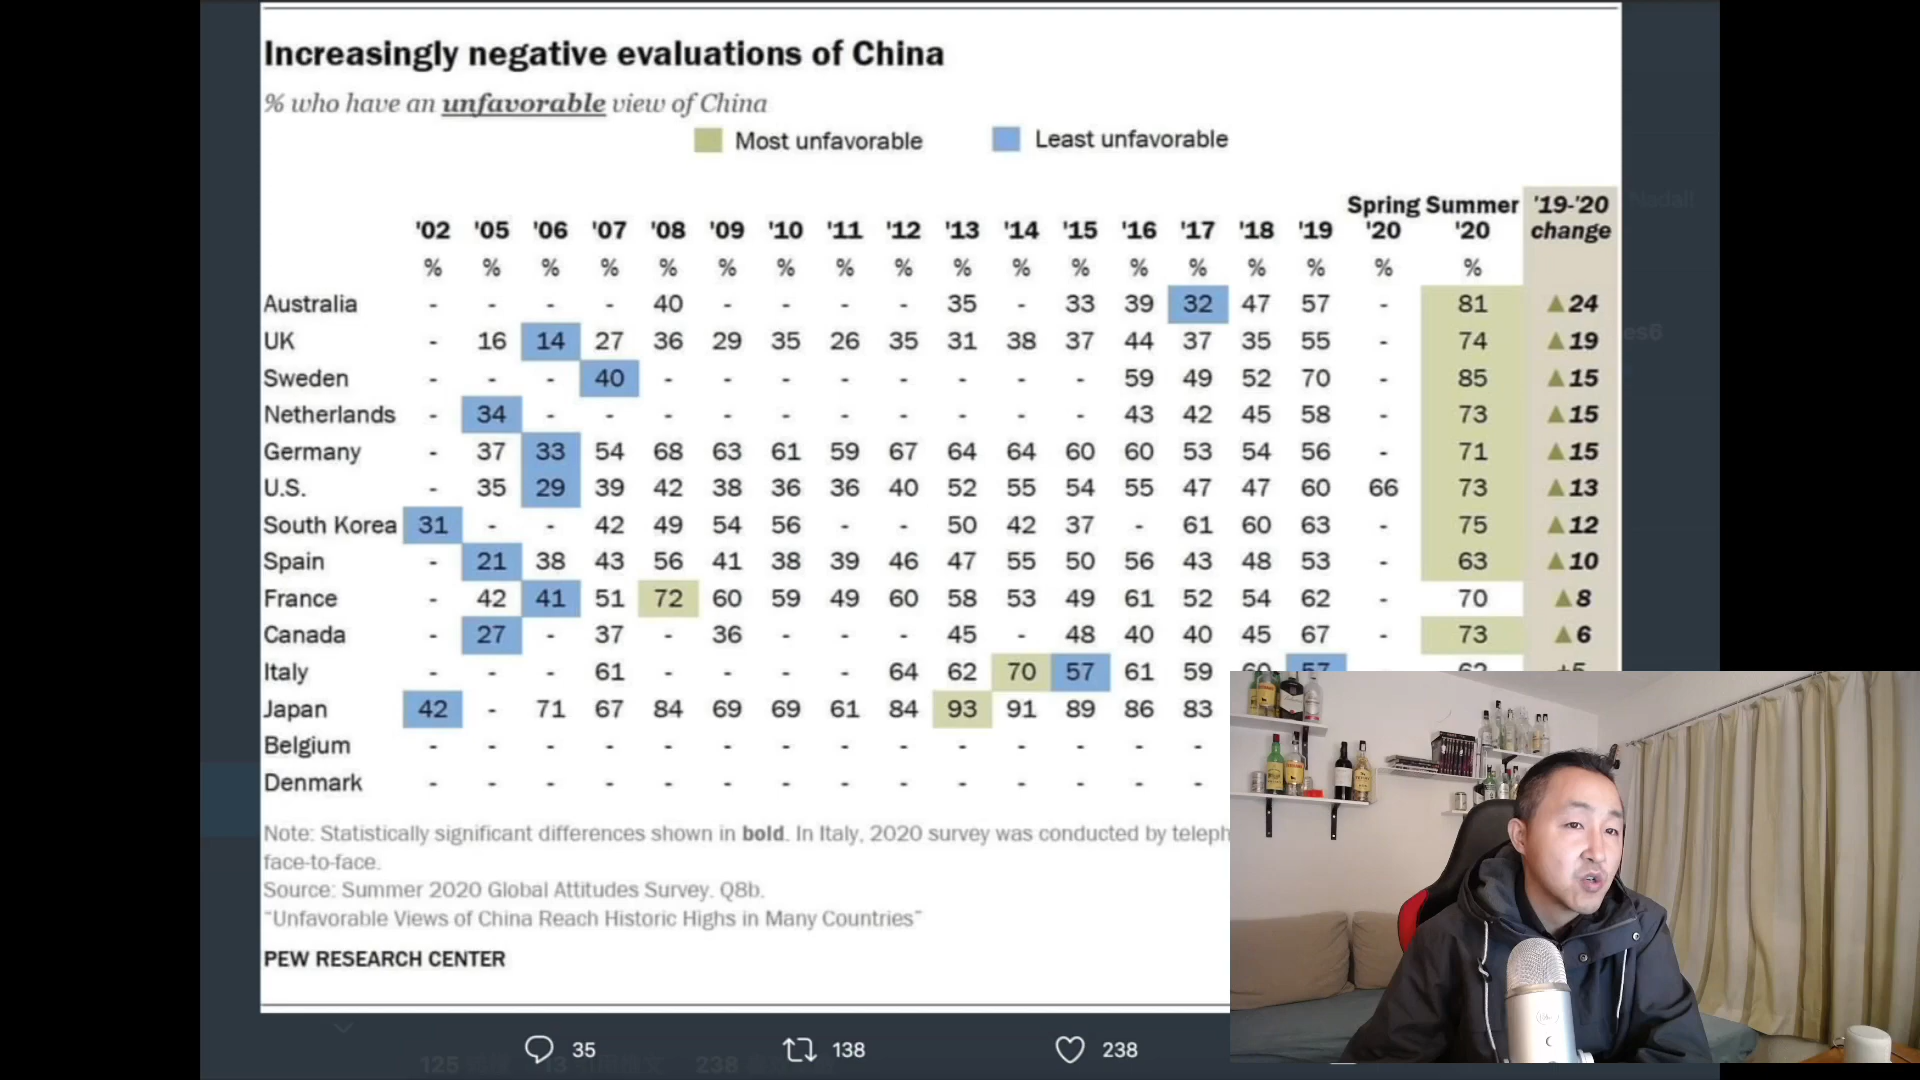 Increasingly negative evaluations of China
% who have an unfavorable view of China
Most unfavorable Least unfavorable
Spring Summer '19-'20
'02 '05 '06 '07 '08 '09 '10 '11 '12 '13 '14 '15 '16 '17 '18 '19 '20 '20 change
% % % % % % % % % % % % % % % % % %
Australia - - - - 40 - - - - 35 - 33 39 32 47 57 - 81 ▲24
UK - 16 14 27 36 29 35 26 35 31 38 37 44 37 35 55 - 74 ▲19
Sweden - - - 40 - - - - - - - - 59 49 52 70 - 85 ▲15
Netherlands - 34 - - - - - - - - - - 43 42 45 58 - 73 ▲15
Germany - 37 33 54 68 63 61 59 67 64 64 60 60 53 54 56 - 71 ▲15
U.S. - 35 29 39 42 38 36 36 40 52 55 54 55 47 47 60 66 73 ▲13
South Korea 31 - - 42 49 54 56 - - 50 42 37 - 61 60 63 - 75 ▲12
Spain - 21 38 43 56 41 38 39 46 47 55 50 56 43 48 53 - 63 ▲10
France - 42 41 51 72 60 59 49 60 58 53 49 61 52 54 62 - 70 ▲8
Canada - 27 - 37 - 36 - - - 45 - 48 40 40 45 67 - 73 ▲6
Italy - - - 61 - - - - 64 62 70 57 61 59 60 57 62 +5
Japan 42 - 71 67 84 69 69 61 84 93 91 89 86 83
Belgium - - - - - - - - - - - - - -
Denmark - - - - - - - - - - - - - -
Note: Statistically significant differences shown in bold. In Italy, 2020 survey was conducted by teleph
face-to-face.
Source: Summer 2020 Global Attitudes Survey. Q8b.
"Unfavorable Views of China Reach Historic Highs in Many Countries"
PEW RESEARCH CENTER
35 138 238